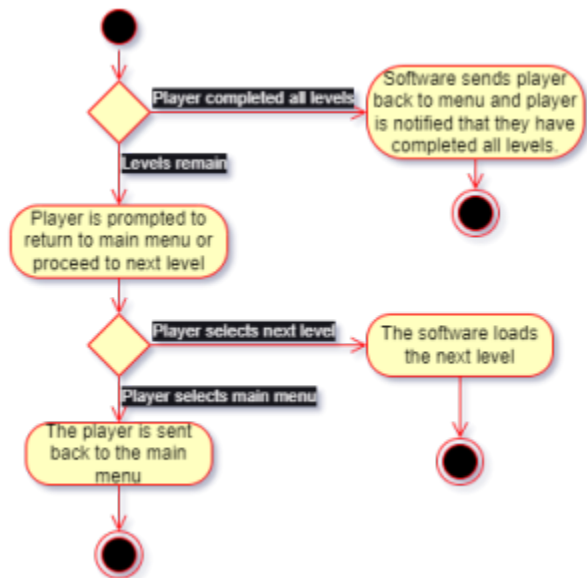 Player completed all levels
Software sends player
back to menu and player
is notified that they have
completed all levels.
Levels remain
Player is prompted to
return to main menu or
proceed to next level
Player selects next level
The software loads
the next level
Player selects main menu
The player is sent
back to the main
menu